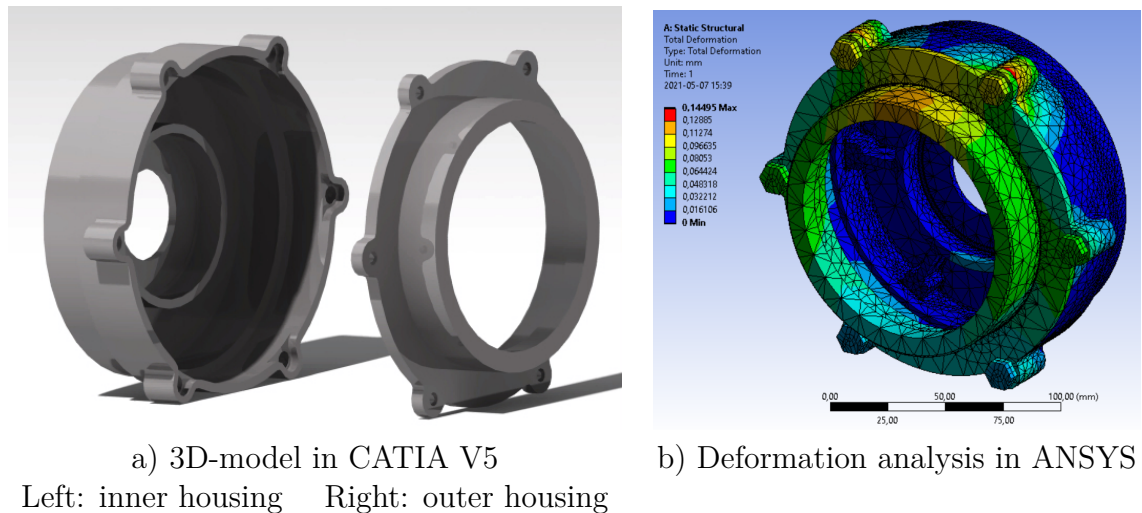 A: Static Structural
Total Deformation
Type: Total Deformation
Unit: mm
Time: 1
2021-05-07 15:39
0,14495 Max
0,12885
0,11274
0,096635
0,08053
0,064424
0,048318
0,032212
0,016106
0 Min
0,00 50,00 100,00 (mm)
25,00 75,00
a) 3D-model in CATIA V5
Left: inner housing Right: outer housing
b) Deformation analysis in ANSYS